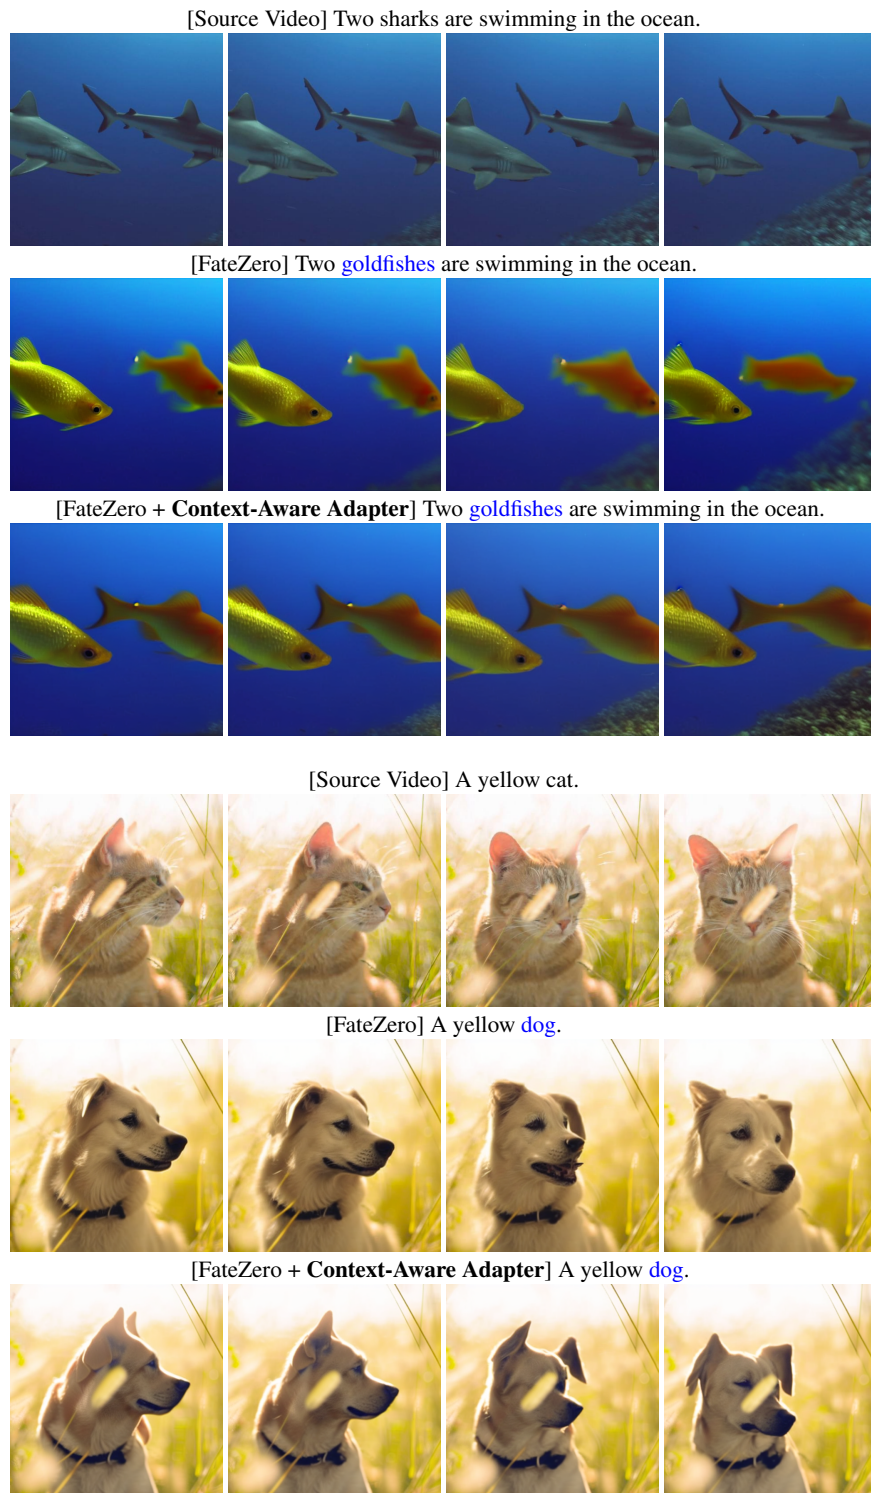 [Source Video] Two sharks are swimming in the ocean.
[FateZero] Two goldfishes are swimming in the ocean.
[FateZero + Context-Aware Adapter] Two goldfishes are swimming in the ocean.
[Source Video] A yellow cat.
[FateZero] A yellow dog.
[FateZero + Context-Aware Adapter] A yellow dog.